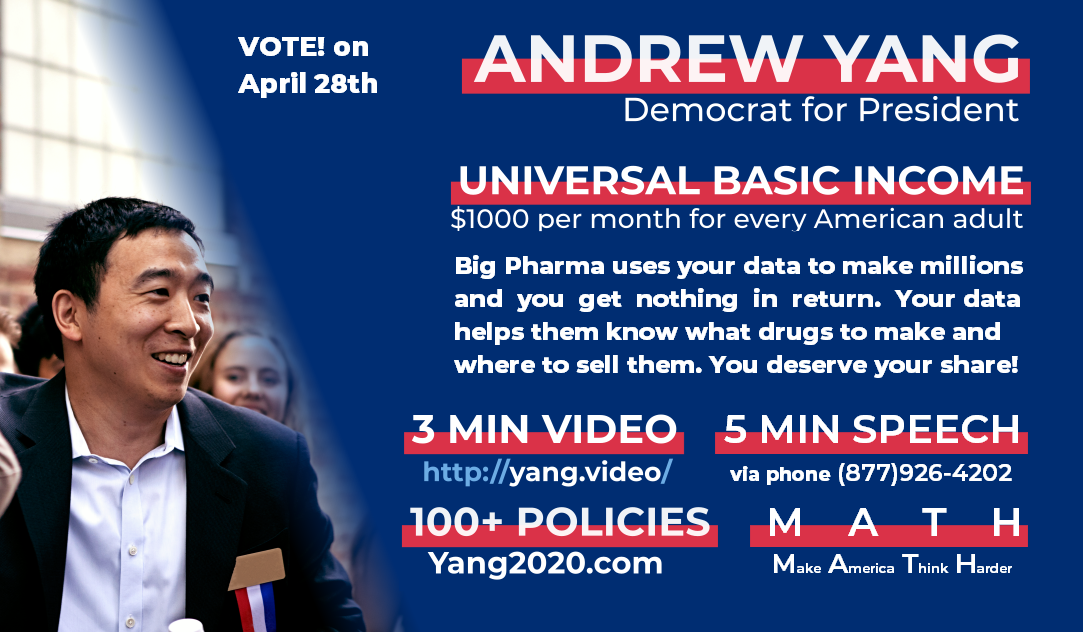 VOTE! on
April 28th
ANDREW YANG
Democrat for President
UNIVERSAL BASIC INCOME
$1000 per month for every American adult
Big Pharma uses your data to make millions
and you get nothing in return. Your data
helps them know what drugs to make and
where to sell them. You deserve your share!
3 MIN VIDEO
http://yang.video/
5 MIN SPEECH
via phone (877)926-4202
100+ POLICIES
Yang2020.com
M A T H
Make America Think Harder